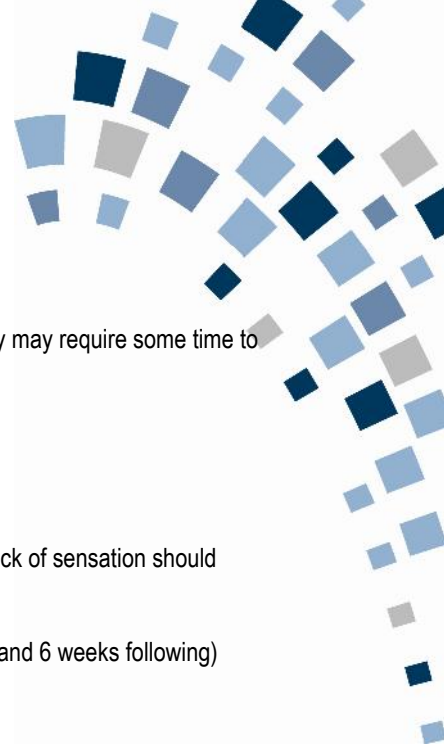 y may require some time to
ck of sensation should
and 6 weeks following)